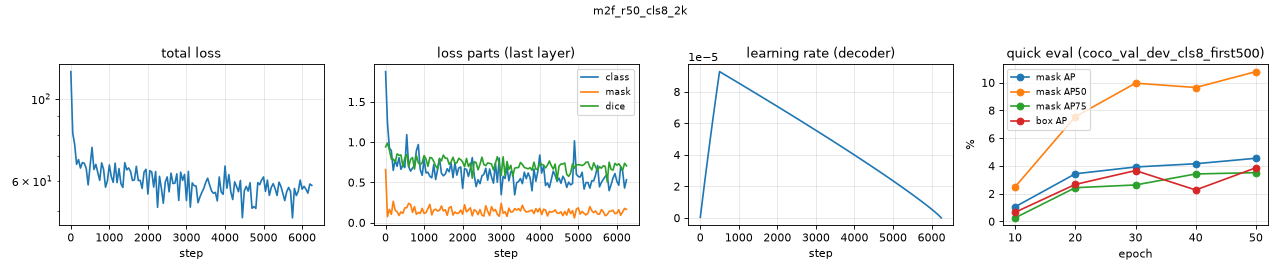 m2f_r50_cls8_2k
total loss
10²
6 × 10¹
0 1000 2000 3000 4000 5000 6000
step
loss parts (last layer)
class
mask
dice
1.5
1.0
0.5
0.0
0 1000 2000 3000 4000 5000 6000
step
learning rate (decoder)
1e−5
8
6
4
2
0
0 1000 2000 3000 4000 5000 6000
step
quick eval (coco_val_dev_cls8_first500)
mask AP
mask AP50
mask AP75
box AP
%
10
8
6
4
2
0
10 20 30 40 50
epoch